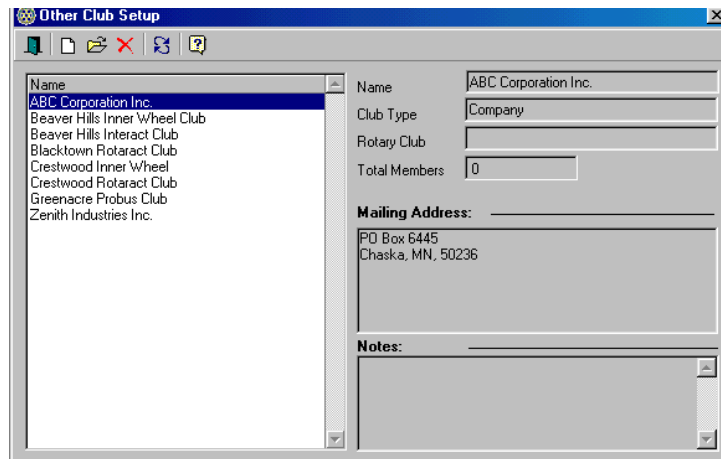 Other Club Setup
Name
ABC Corporation Inc.
Beaver Hills Inner Wheel Club
Beaver Hills Interact Club
Blacktown Rotaract Club
Crestwood Inner Wheel
Crestwood Rotaract Club
Greenacre Probus Club
Zenith Industries Inc.
Name ABC Corporation Inc.
Club Type Company
Rotary Club
Total Members 0
Mailing Address:
PO Box 6445
Chaska, MN, 50236
Notes: